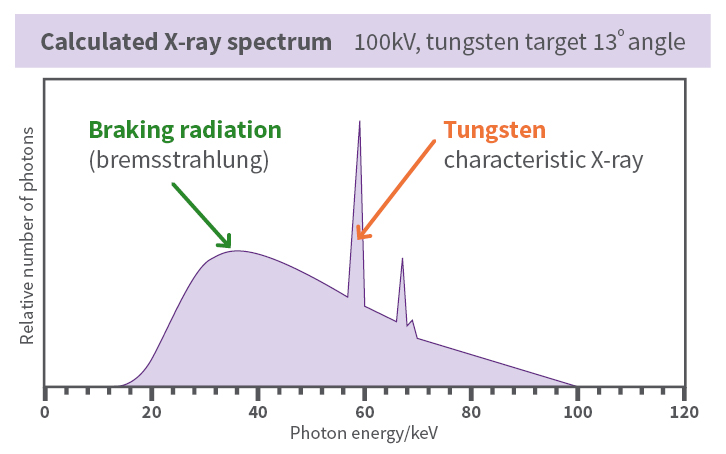 Calculated X-ray spectrum 100kV, tungsten target 13° angle
Braking radiation
(bremsstrahlung)
Tungsten
characteristic X-ray
Relative number of photons
0 20 40 60 80 100 120
Photon energy/keV